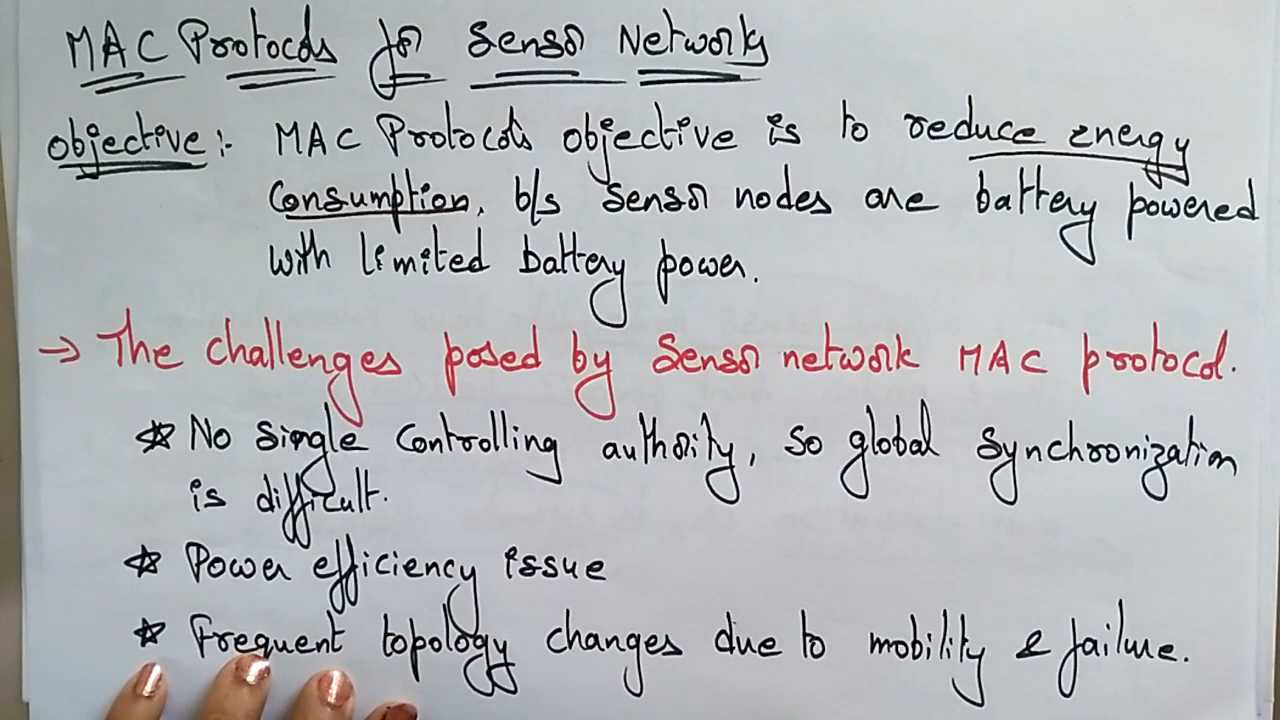 MAC Protocols for Sensor Networks
objective:- MAC Protocols objective is to reduce energy
Consumption, b/s sensor nodes are battery powered
with limited battery power.
→ The challenges posed by sensor network MAC protocol.
☆ No single controlling authority, so global synchronization
is difficult.
☆ Power efficiency issue
☆ Frequent topology changes due to mobility & failure.